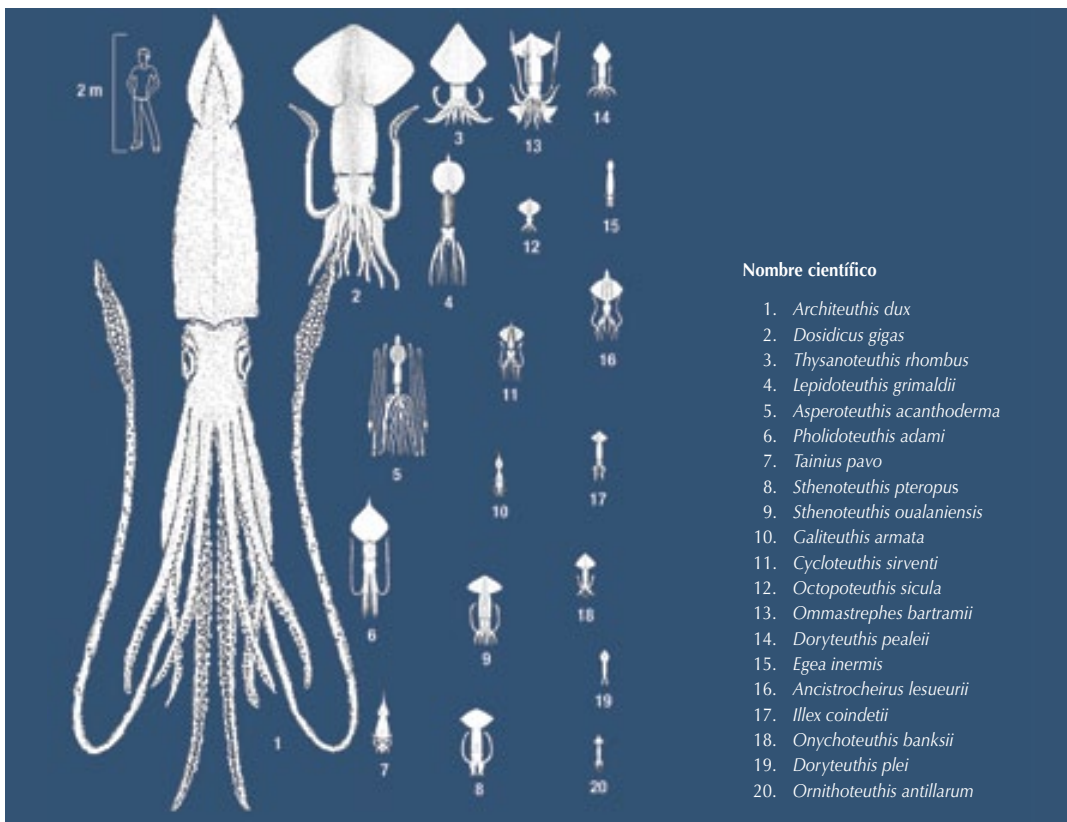 2 m
1
2
3
4
5
6
7
8
9
10
11
12
13
14
15
16
17
18
19
20
Nombre científico
1. Architeuthis dux
2. Dosidicus gigas
3. Thysanoteuthis rhombus
4. Lepidoteuthis grimaldii
5. Asperoteuthis acanthoderma
6. Pholidoteuthis adami
7. Tainius pavo
8. Sthenoteuthis pteropus
9. Sthenoteuthis oualaniensis
10. Galiteuthis armata
11. Cycloteuthis sirventi
12. Octopoteuthis sicula
13. Ommastrephes bartramii
14. Doryteuthis pealeii
15. Egea inermis
16. Ancistrocheirus lesueurii
17. Illex coindetii
18. Onychoteuthis banksii
19. Doryteuthis plei
20. Ornithoteuthis antillarum